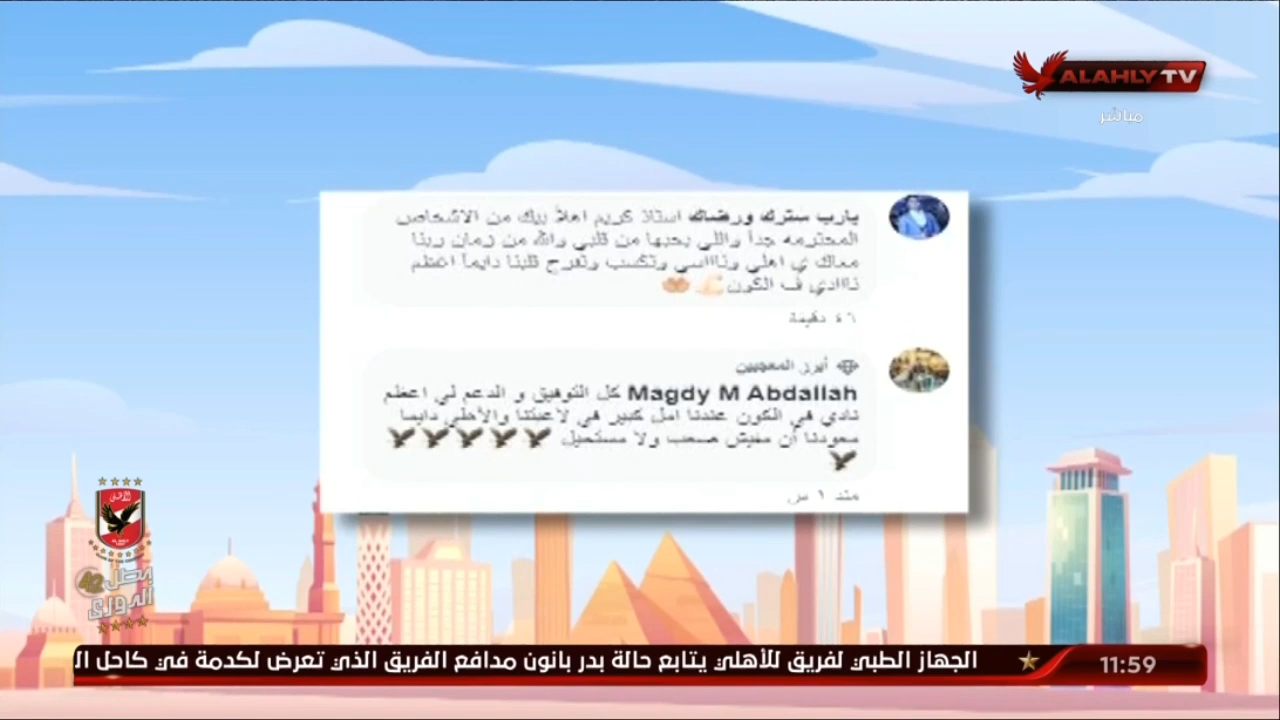 ALAHLY TV
مباشر
يارب سترك ورضاك استاذ كريم اهلا بيك من الاشخاص
المحترمه جدا واللي بحبها من قلبي والله من زمان ربنا
معاك ي اهلي وتكسب وتفرح قلبنا دايما اعظم
ناااادي ف الكون
٤٦ دقيقة
أبرز المعجبين
Magdy M Abdallah كل التوفيق و الدعم لي اعظم
نادي في الكون عندنا امل كبير في لاعبتنا والأهلي دايما
معودنا أن مفيش صعب ولا مستحيل
منذ ١ س
بطل الدوري
42
الجهاز الطبي لفريق للأهلي يتابع حالة بدر بانون مدافع الفريق الذي تعرض لكدمة في كاحل ال
11:59